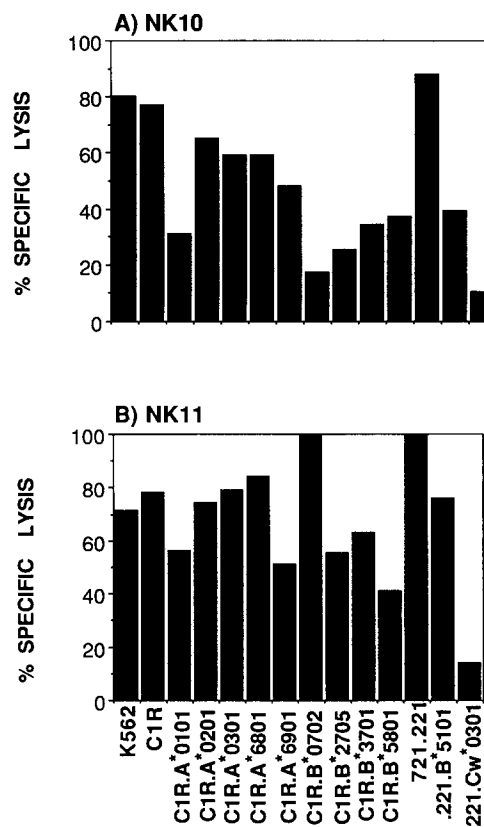 A) NK10
100
80
60
40
20
0
% SPECIFIC LYSIS
B) NK11
100
80
60
40
20
0
% SPECIFIC LYSIS
K562
C1R
C1R.A*0101
C1R.A*0201
C1R.A*0301
C1R.A*6801
C1R.A*6901
C1R.B*0702
C1R.B*2705
C1R.B*3701
C1R.B*5801
721.221
.221.B*5101
221.Cw*0301